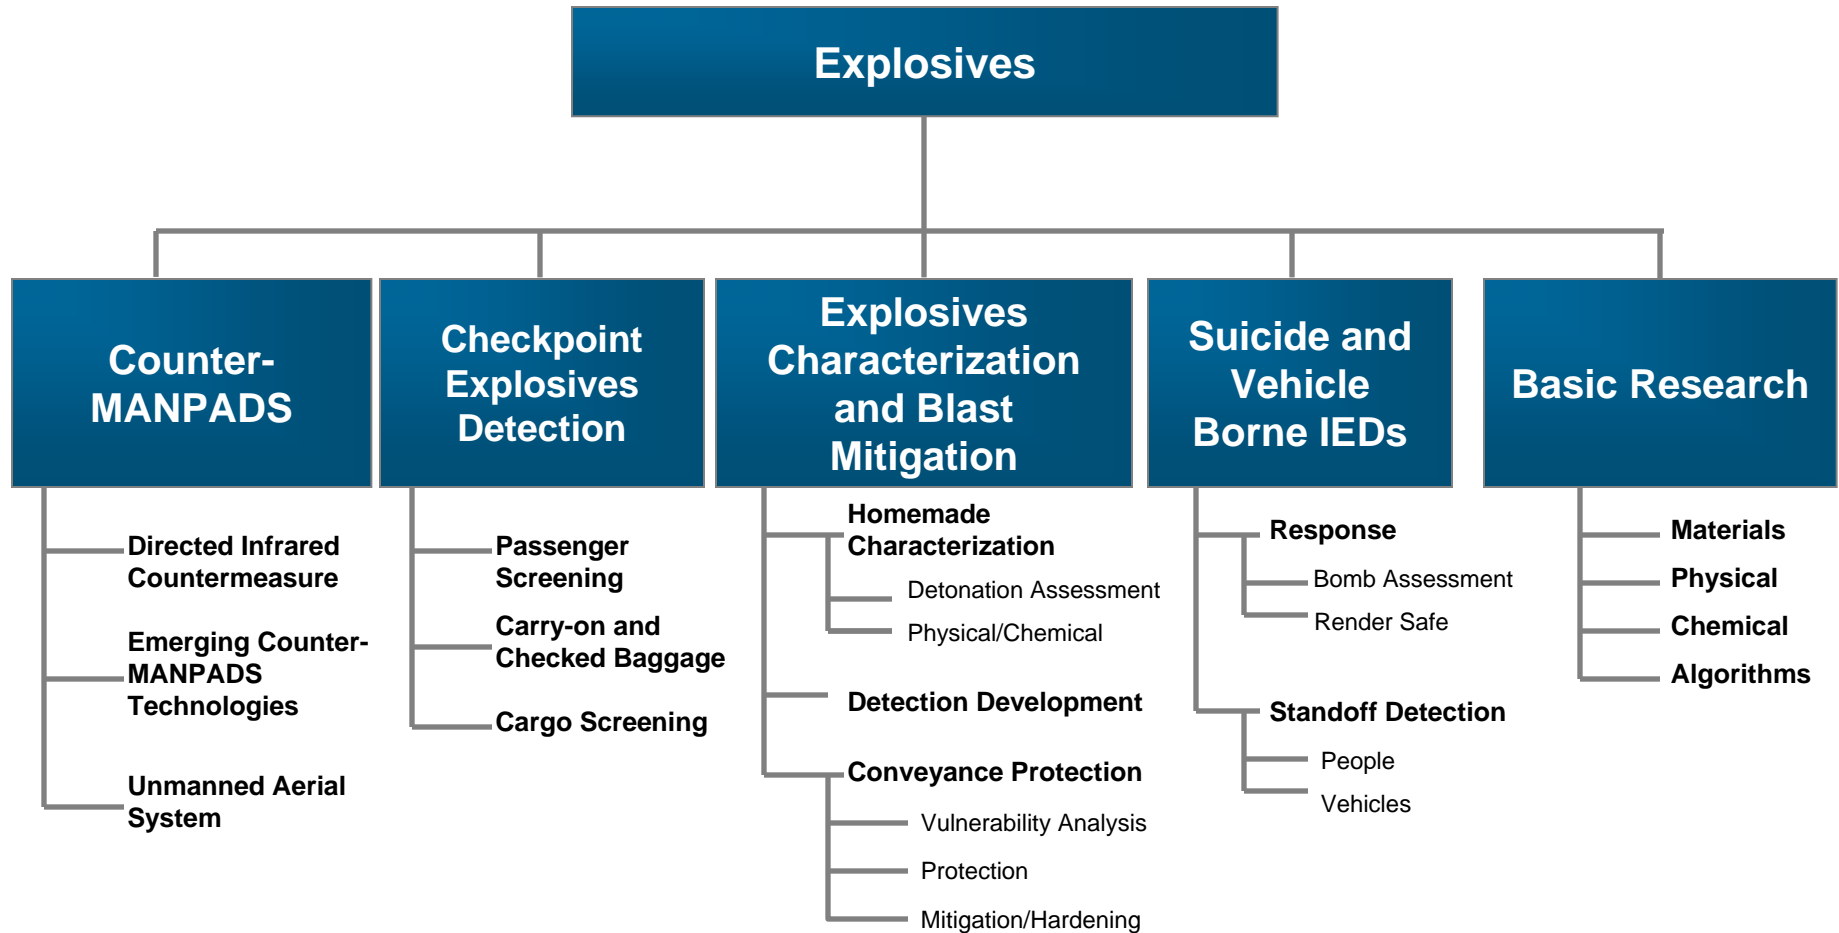 Explosives
Counter-
MANPADS
Checkpoint
Explosives
Detection
Explosives
Characterization
and Blast
Mitigation
Suicide and
Vehicle
Borne IEDs
Basic Research
Directed Infrared
Countermeasure
Emerging Counter-
MANPADS
Technologies
Unmanned Aerial
System
Passenger
Screening
Carry-on and
Checked Baggage
Cargo Screening
Homemade
Characterization
Detonation Assessment
Physical/Chemical
Detection Development
Conveyance Protection
Vulnerability Analysis
Protection
Mitigation/Hardening
Response
Bomb Assessment
Render Safe
Standoff Detection
People
Vehicles
Materials
Physical
Chemical
Algorithms